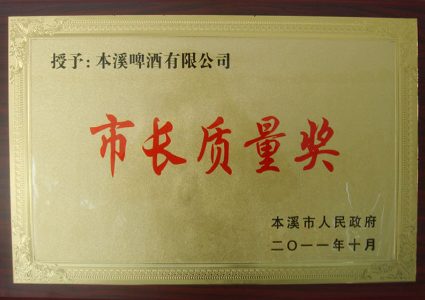 授予：本溪啤酒有限公司
市长质量奖
本溪市人民政府
二〇一一年十月